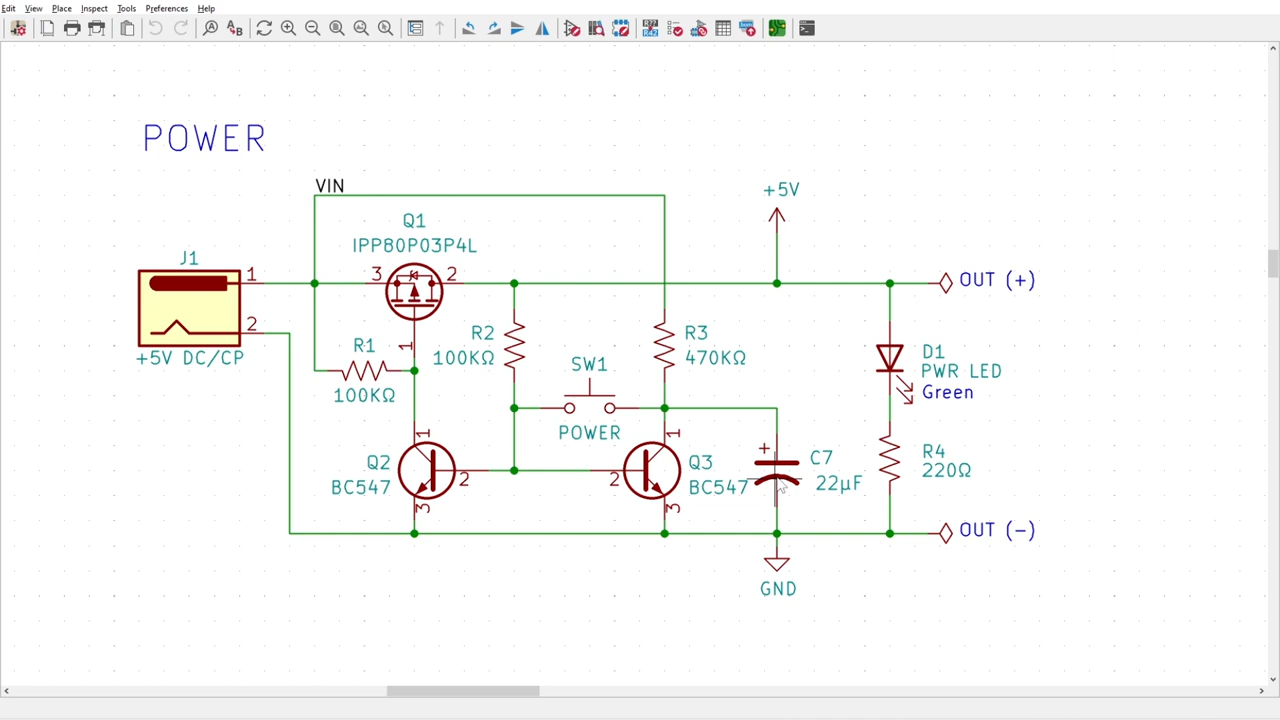 Edit View Place Inspect Tools Preferences Help
POWER
VIN
+5V
Q1
IPP80P03P4L
J1
1
3
2
OUT (+)
2
+5V DC/CP
R1
100KΩ
1
R2
100KΩ
R3
470KΩ
SW1
POWER
D1
PWR LED
Green
Q2
BC547
1
2
3
Q3
BC547
1
2
3
+
C7
22µF
R4
220Ω
OUT (-)
GND